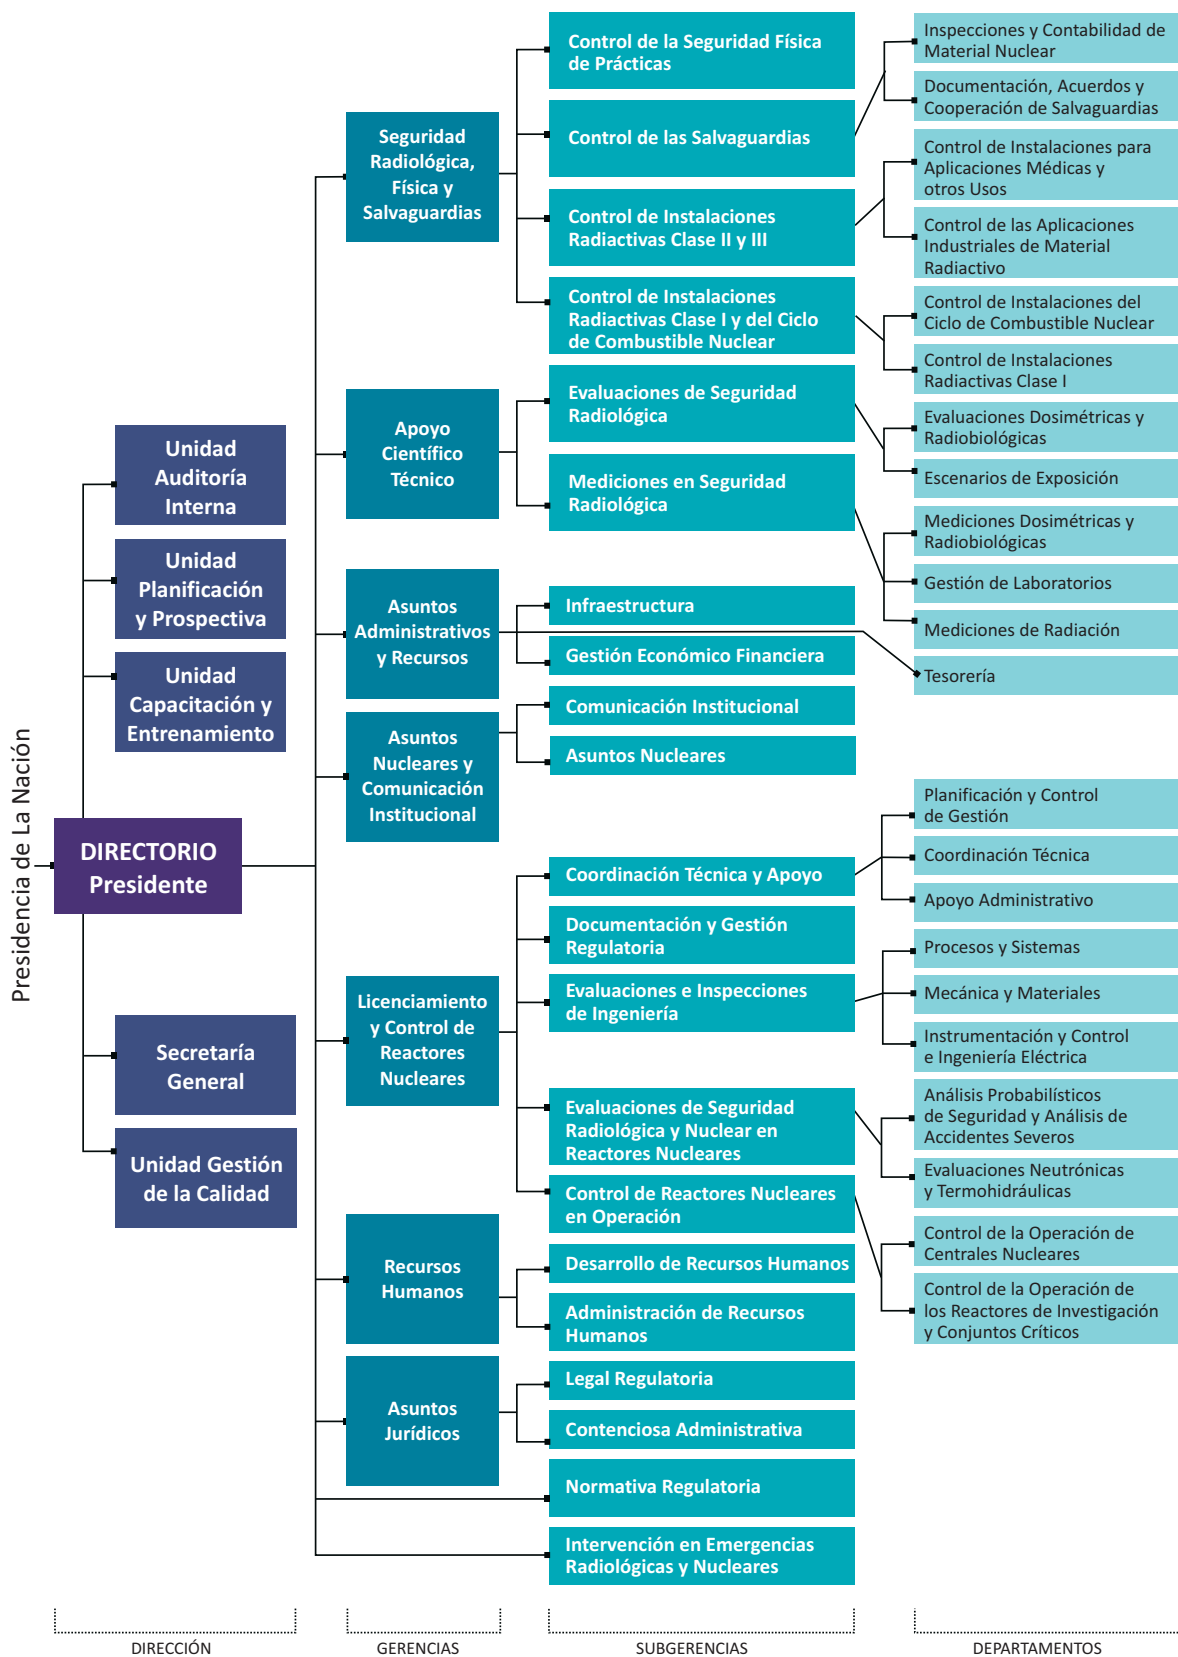 Presidencia de La Nación
DIRECTORIO
Presidente
Unidad
Auditoría
Interna
Unidad
Planificación
y Prospectiva
Unidad
Capacitación y
Entrenamiento
Secretaría
General
Unidad Gestión
de la Calidad
Seguridad
Radiológica,
Física y
Salvaguardias
Apoyo
Científico
Técnico
Asuntos
Administrativos
y Recursos
Asuntos
Nucleares y
Comunicación
Institucional
Licenciamiento
y Control de
Reactores
Nucleares
Recursos
Humanos
Asuntos
Jurídicos
Control de la Seguridad Física
de Prácticas
Control de las Salvaguardias
Control de Instalaciones
Radiactivas Clase II y III
Control de Instalaciones
Radiactivas Clase I y del Ciclo
de Combustible Nuclear
Evaluaciones de Seguridad
Radiológica
Mediciones en Seguridad
Radiológica
Infraestructura
Gestión Económico Financiera
Comunicación Institucional
Asuntos Nucleares
Coordinación Técnica y Apoyo
Documentación y Gestión
Regulatoria
Evaluaciones e Inspecciones
de Ingeniería
Evaluaciones de Seguridad
Radiológica y Nuclear en
Reactores Nucleares
Control de Reactores Nucleares
en Operación
Desarrollo de Recursos Humanos
Administración de Recursos
Humanos
Legal Regulatoria
Contenciosa Administrativa
Normativa Regulatoria
Intervención en Emergencias
Radiológicas y Nucleares
Inspecciones y Contabilidad de
Material Nuclear
Documentación, Acuerdos y
Cooperación de Salvaguardias
Control de Instalaciones para
Aplicaciones Médicas y
otros Usos
Control de las Aplicaciones
Industriales de Material
Radiactivo
Control de Instalaciones del
Ciclo de Combustible Nuclear
Control de Instalaciones
Radiactivas Clase I
Evaluaciones Dosimétricas y
Radiobiológicas
Escenarios de Exposición
Mediciones Dosimétricas y
Radiobiológicas
Gestión de Laboratorios
Mediciones de Radiación
Tesorería
Planificación y Control
de Gestión
Coordinación Técnica
Apoyo Administrativo
Procesos y Sistemas
Mecánica y Materiales
Instrumentación y Control
e Ingeniería Eléctrica
Análisis Probabilísticos
de Seguridad y Análisis de
Accidentes Severos
Evaluaciones Neutrónicas
y Termohidráulicas
Control de la Operación de
Centrales Nucleares
Control de la Operación de
los Reactores de Investigación
y Conjuntos Críticos
DIRECCIÓN
GERENCIAS
SUBGERENCIAS
DEPARTAMENTOS